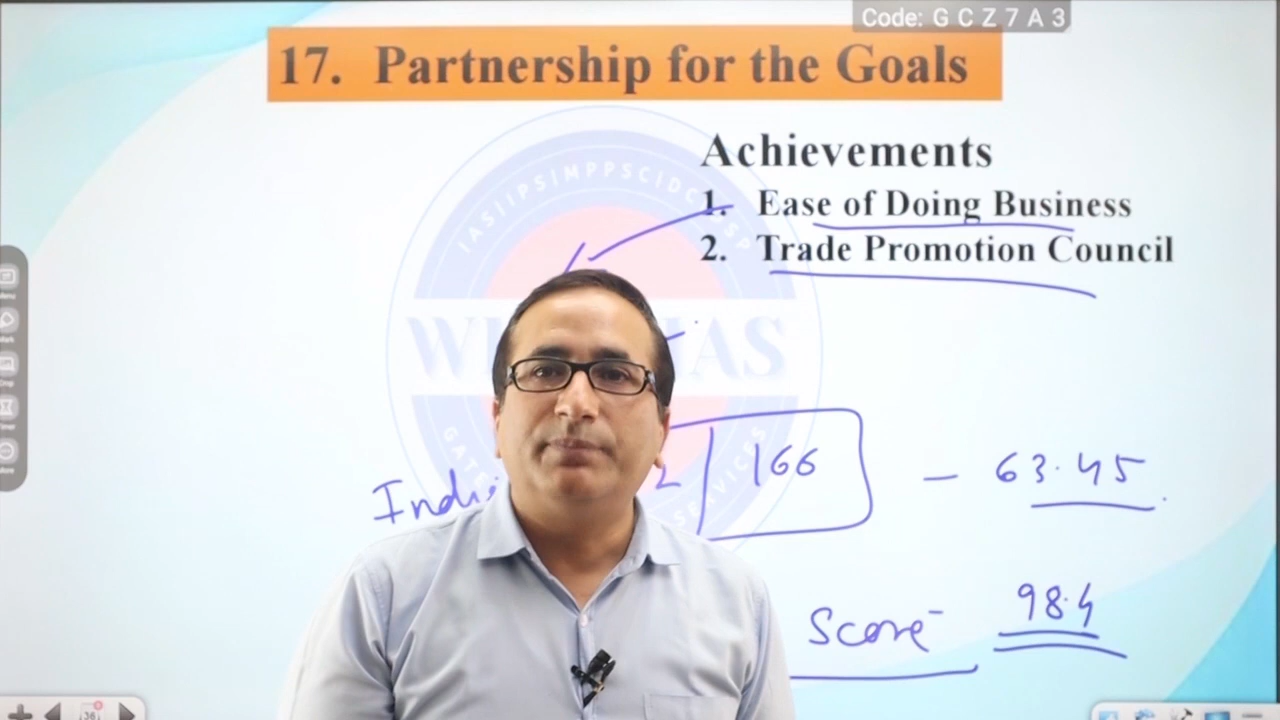 Code: G C Z 7 A 3
17. Partnership for the Goals
Achievements
1. Ease of Doing Business
2. Trade Promotion Council
166 - 63.45
Score - 98.4